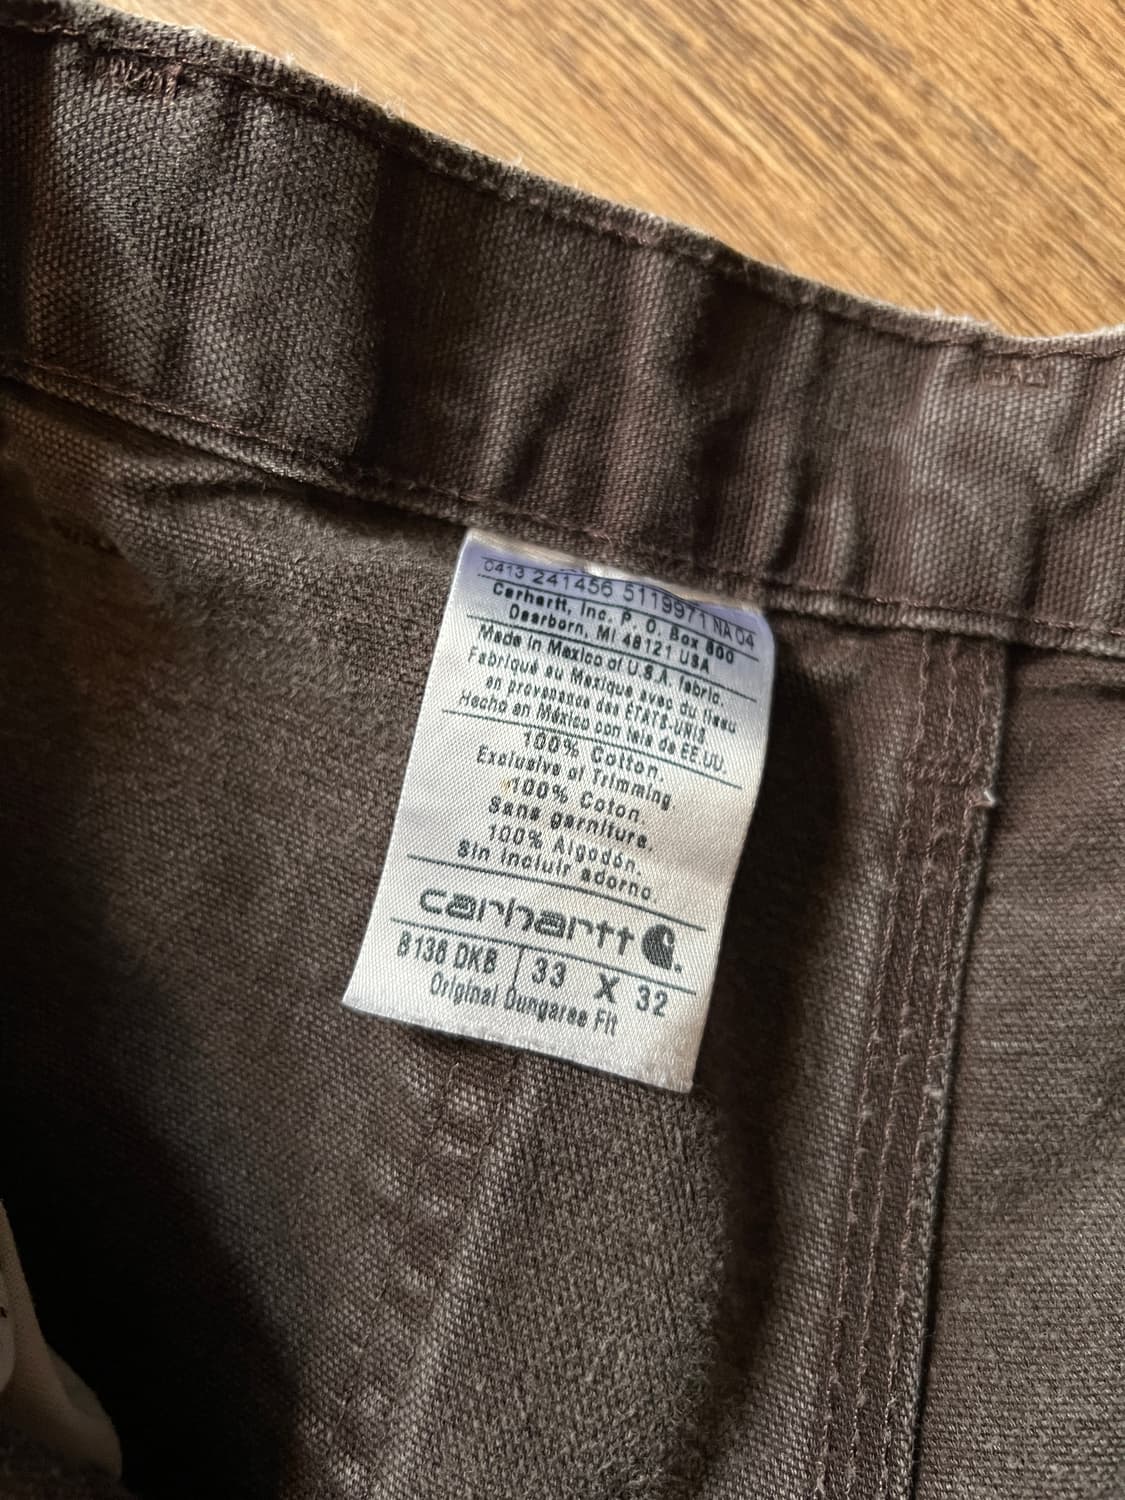 0413 241456 5119971 NA 04
Carhartt, Inc. P. O. Box 800
Dearborn, MI 48121 USA
Made in Mexico of U.S.A. fabric.
Fabriqué au Mexique avec du tissu
en provenance des ÉTATS-UNIS
Hecho en México con tela de EE.UU.
100% Cotton.
Exclusive of Trimming.
100% Coton.
Sans garniture.
100% Algodón.
Sin incluir adorno.
carhartt
B136 DKB 33 X 32
Original Dungaree Fit